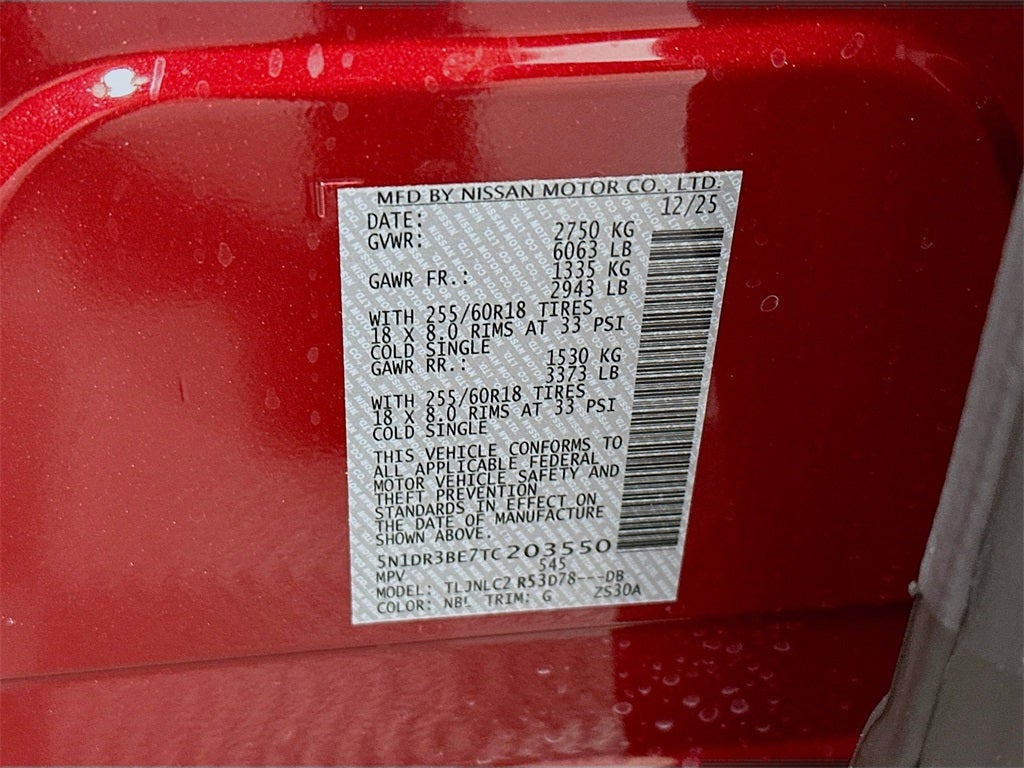 MFD BY NISSAN MOTOR CO., LTD.
DATE: 12/25
GVWR: 2750 KG
6063 LB
GAWR FR.: 1335 KG
2943 LB
WITH 255/60R18 TIRES
18 X 8.0 RIMS AT 33 PSI
COLD SINGLE
GAWR RR.: 1530 KG
3373 LB
WITH 255/60R18 TIRES
18 X 8.0 RIMS AT 33 PSI
COLD SINGLE
THIS VEHICLE CONFORMS TO
ALL APPLICABLE FEDERAL
MOTOR VEHICLE SAFETY AND
THEFT PREVENTION
STANDARDS IN EFFECT ON
THE DATE OF MANUFACTURE
SHOWN ABOVE.
5N1DR3BE7TC203550
MPV 545
MODEL: TLJNLC2 R53D78---DB
COLOR: NBL TRIM: G ZS30A